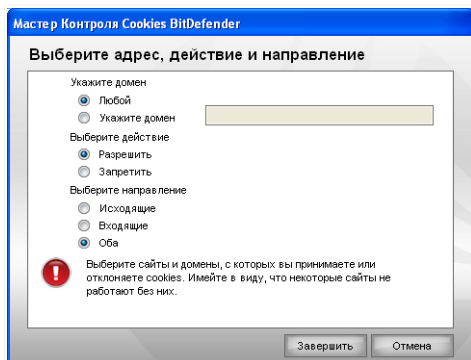 Мастер Контроля Cookies BitDefender
Выберите адрес, действие и направление
Укажите домен
Любой
Укажите домен
Выберите действие
Разрешить
Запретить
Выберите направление
Исходящие
Входящие
Оба
Выберите сайты и домены, с которых вы принимаете или
отклоняете cookies. Имейте в виду, что некоторые сайты не
работают без них.
Завершить Отмена